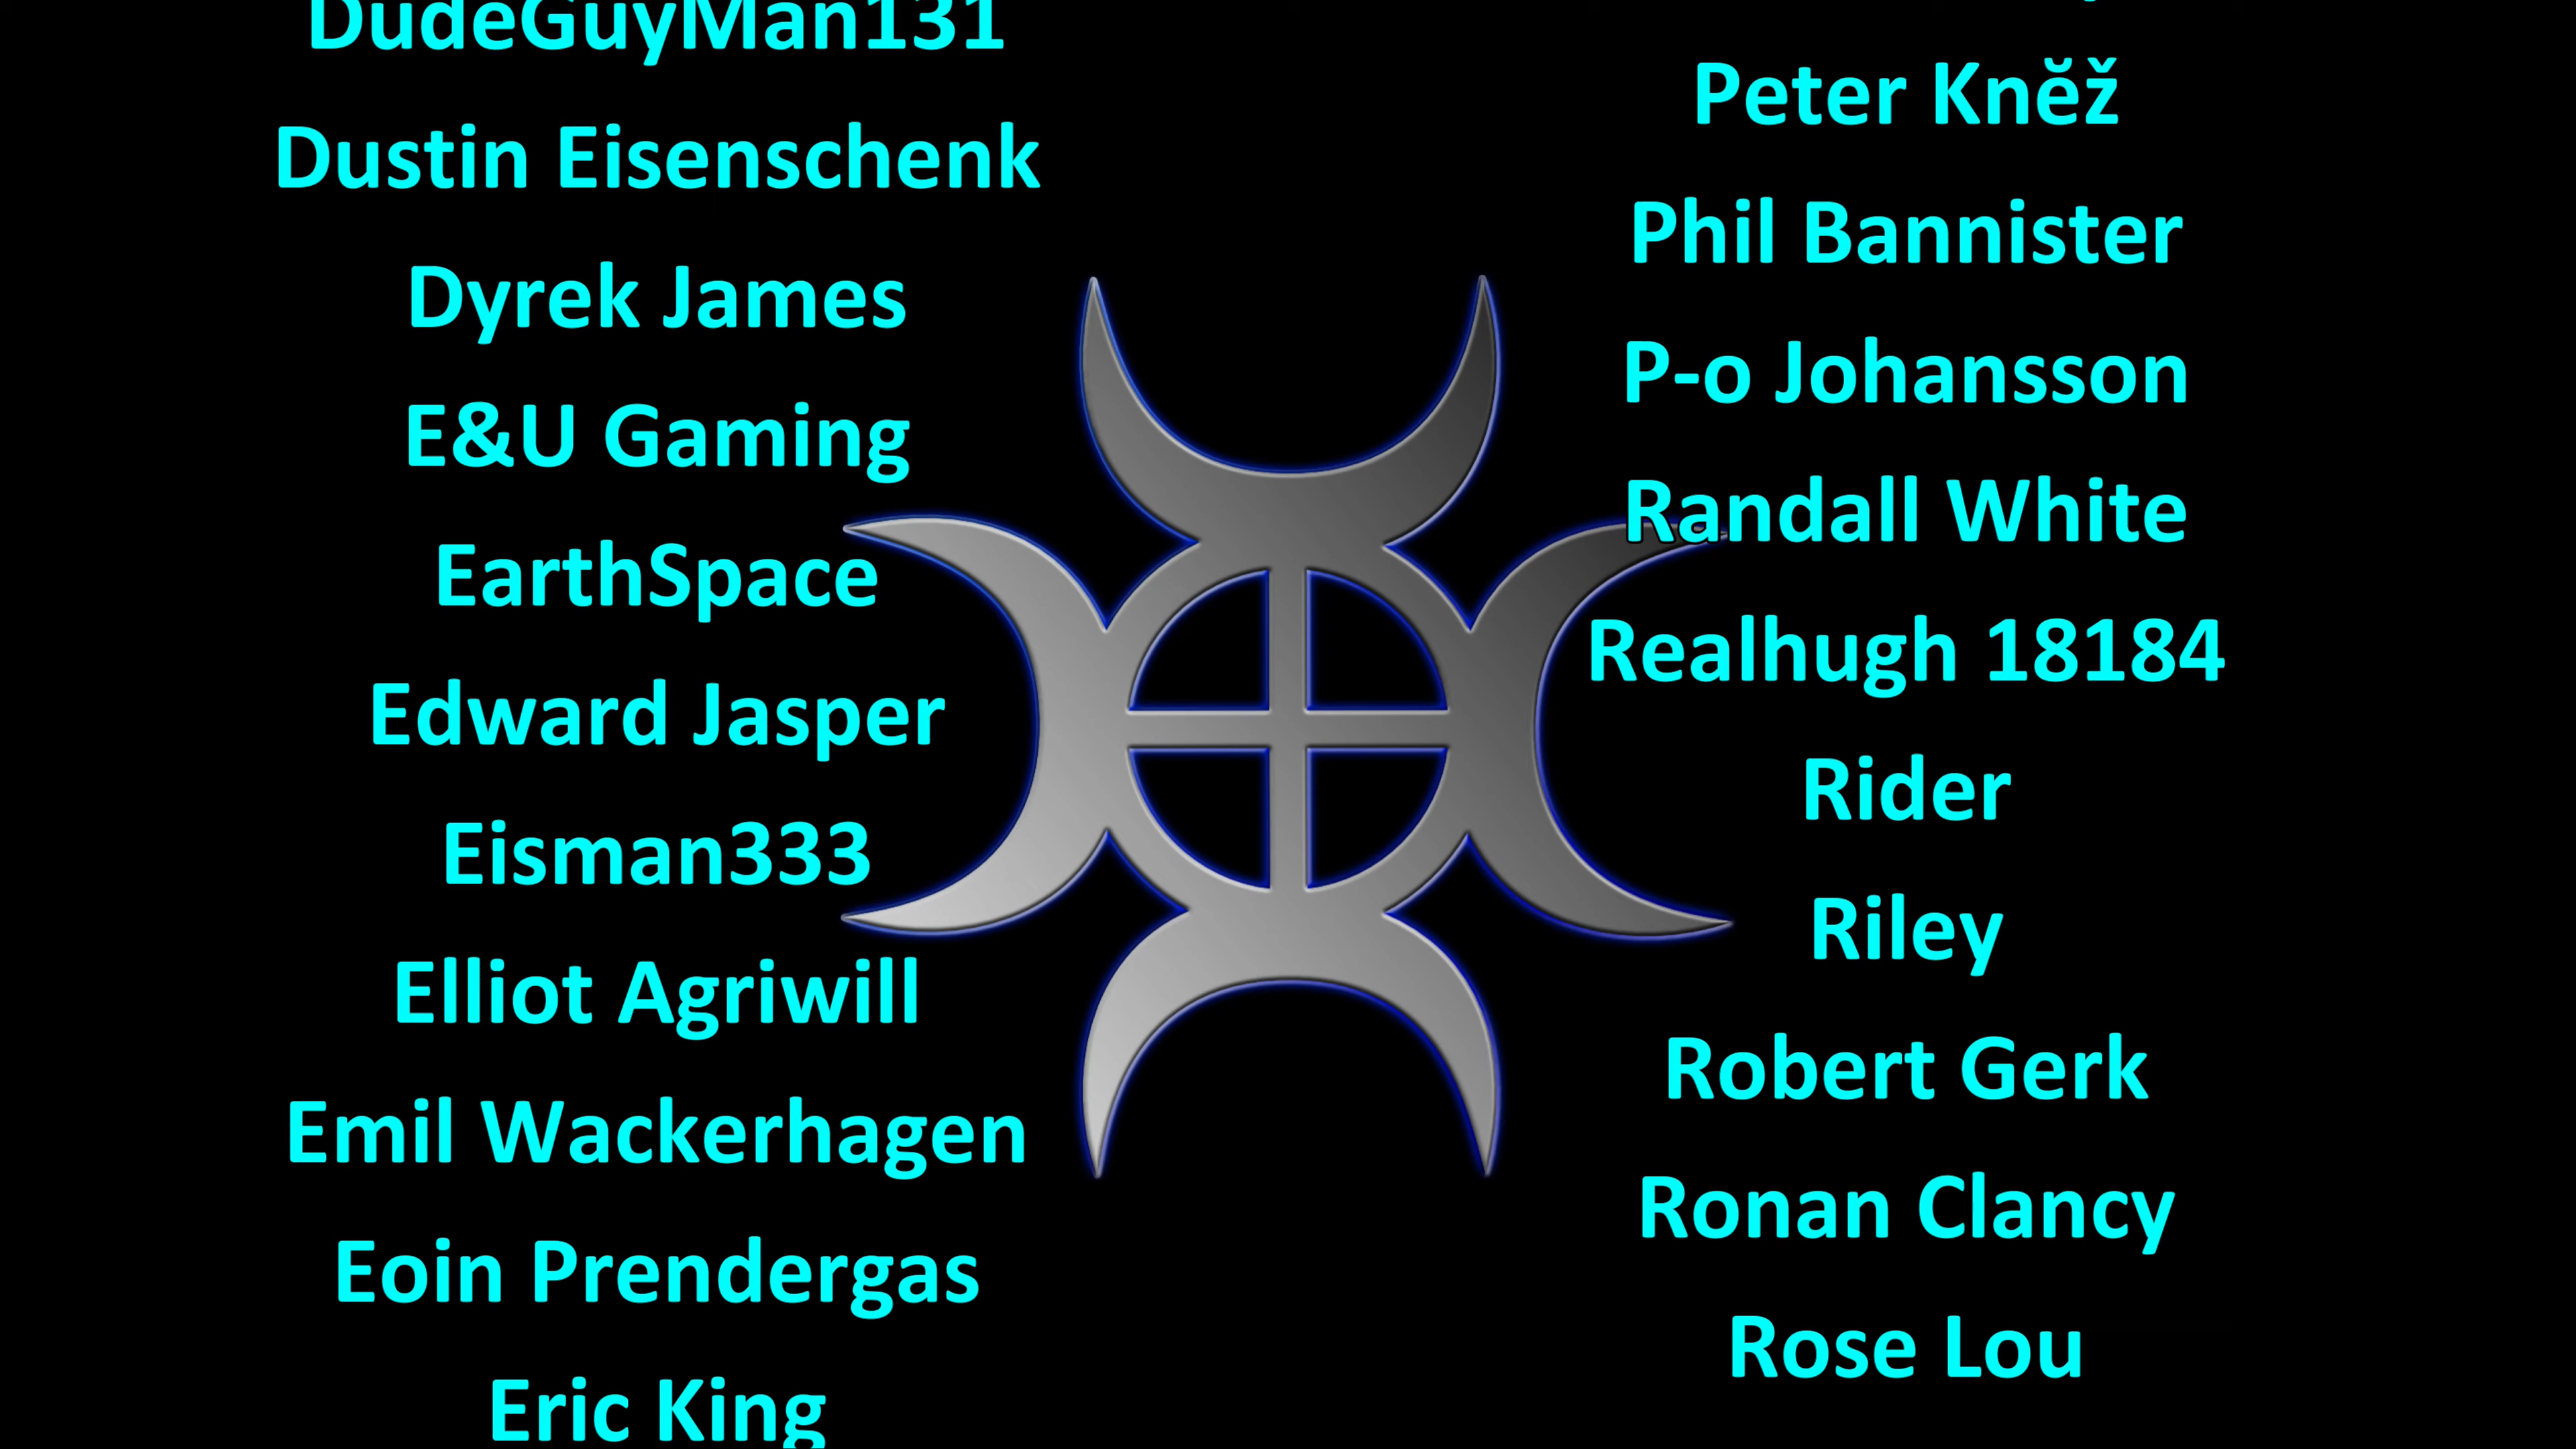 DudeGuyMan131
Dustin Eisenschenk
Dyrek James
E&U Gaming
EarthSpace
Edward Jasper
Eisman333
Elliot Agriwill
Emil Wackerhagen
Eoin Prendergas
Eric King
Peter Kněž
Phil Bannister
P-o Johansson
Randall White
Realhugh 18184
Rider
Riley
Robert Gerk
Ronan Clancy
Rose Lou